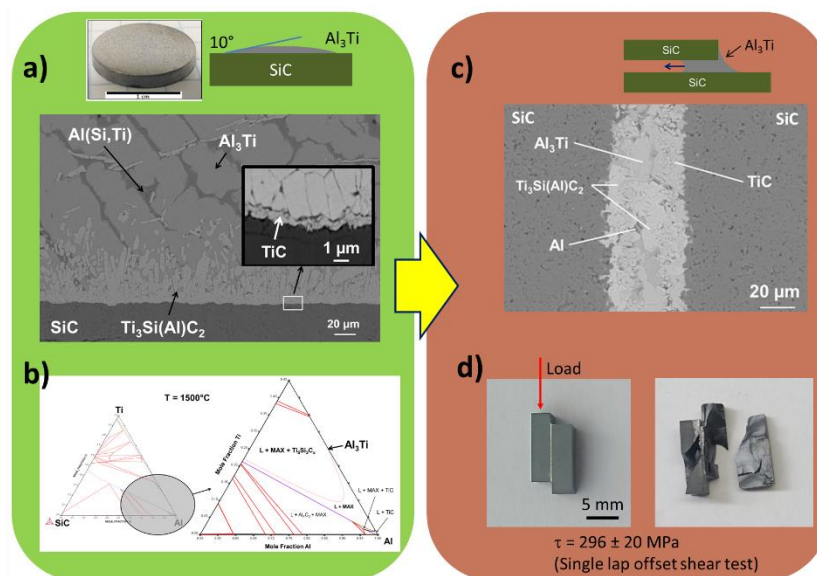 a)
10°
Al₃Ti
SiC
1 cm
Al(Si,Ti)
Al₃Ti
TiC
1 μm
Ti₃Si(Al)C₂
SiC
20 μm
b)
T = 1500°C
Ti
SiC
Al
Mole Fraction Ti
L + MAX + Ti₅Si₃Cₓ
Al₃Ti
L + MAX
L + Al₄C₃ + MAX
L + MAX + TiC
L + TiC
Al
Mole Fraction Al
c)
SiC
Al₃Ti
SiC
SiC
SiC
Al₃Ti
TiC
Ti₃Si(Al)C₂
Al
20 μm
d)
Load
5 mm
τ = 296 ± 20 MPa
(Single lap offset shear test)